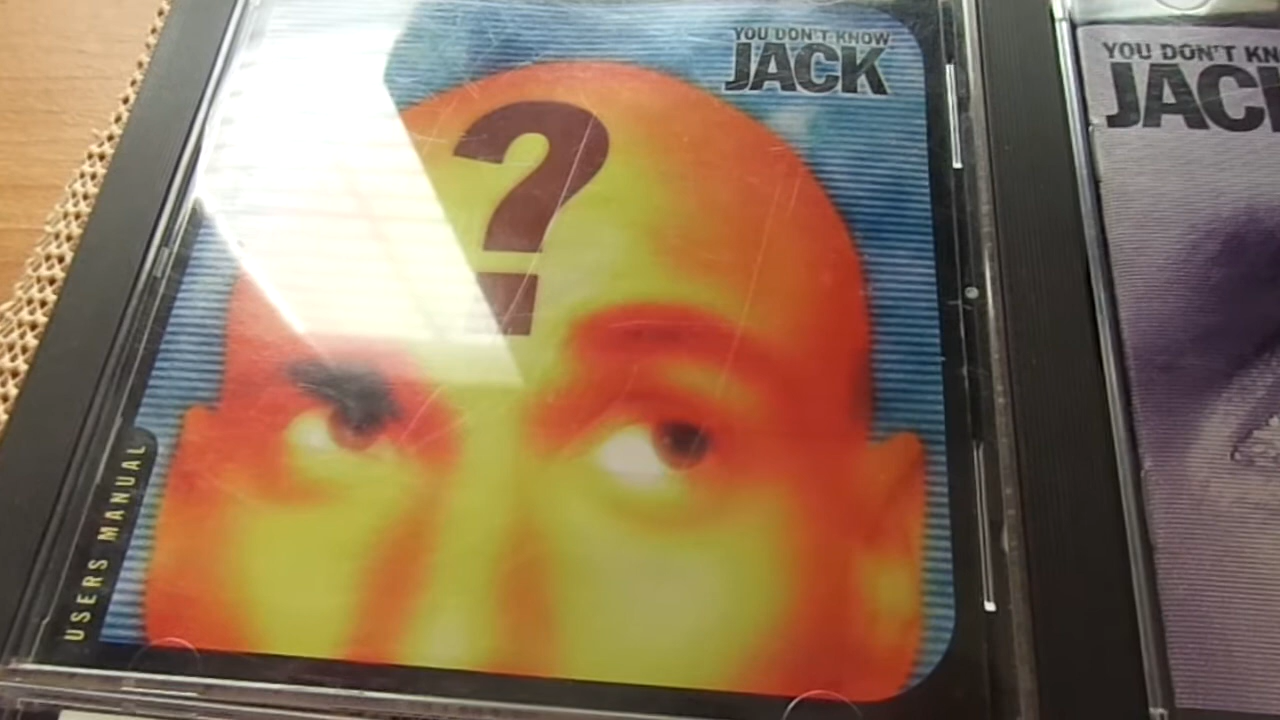 YOU DON'T KNOW
JACK
?
USERS MANUAL
YOU DON'T KN
JAC